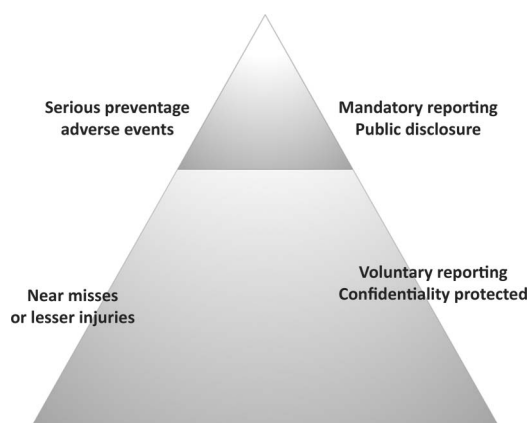 Serious preventage
adverse events
Mandatory reporting
Public disclosure
Near misses
or lesser injuries
Voluntary reporting
Confidentiality protected